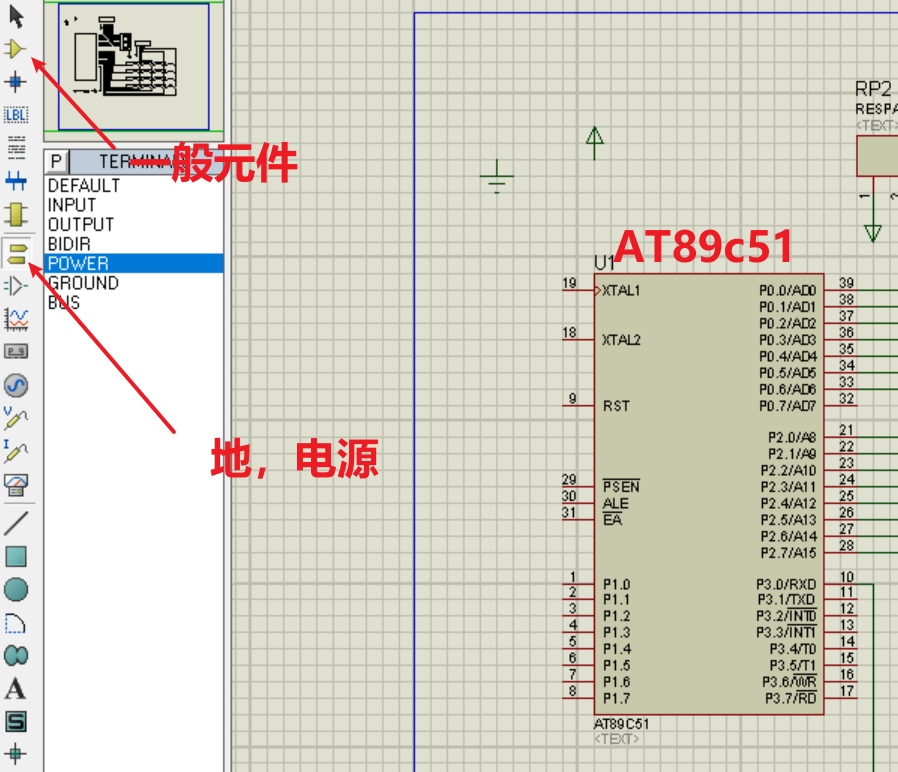 LBL
P TERMINA
一般元件
DEFAULT
INPUT
OUTPUT
BIDIR
POWER
GROUND
BUS
地，电源
V
I
A
S
RP2
RESPA
<TEXT>
1
AT89c51
U1
19 XTAL1
18 XTAL2
9 RST
29 PSEN
30 ALE
31 EA
1 P1.0
2 P1.1
3 P1.2
4 P1.3
5 P1.4
6 P1.5
7 P1.6
8 P1.7
P0.0/AD0 39
P0.1/AD1 38
P0.2/AD2 37
P0.3/AD3 36
P0.4/AD4 35
P0.5/AD5 34
P0.6/AD6 33
P0.7/AD7 32
P2.0/A8 21
P2.1/A9 22
P2.2/A10 23
P2.3/A11 24
P2.4/A12 25
P2.5/A13 26
P2.6/A14 27
P2.7/A15 28
P3.0/RXD 10
P3.1/TXD 11
P3.2/INT0 12
P3.3/INT1 13
P3.4/T0 14
P3.5/T1 15
P3.6/WR 16
P3.7/RD 17
AT89C51
<TEXT>